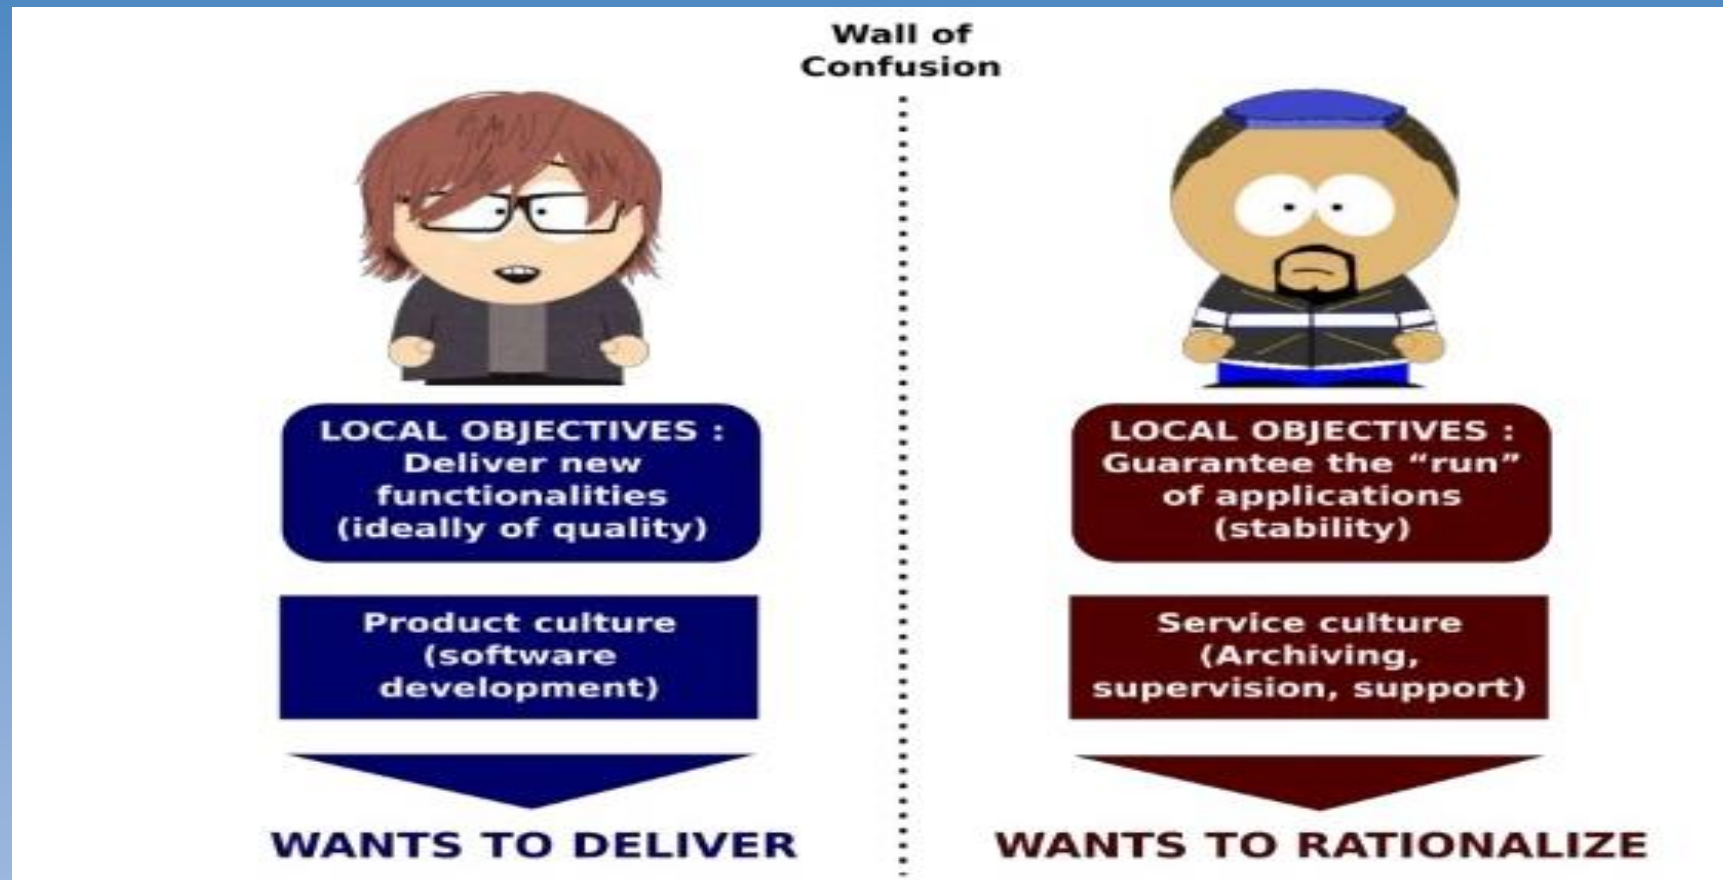 Wall of
Confusion
LOCAL OBJECTIVES :
Deliver new
functionalities
(ideally of quality)
Product culture
(software
development)
WANTS TO DELIVER
LOCAL OBJECTIVES :
Guarantee the “run”
of applications
(stability)
Service culture
(Archiving,
supervision, support)
WANTS TO RATIONALIZE